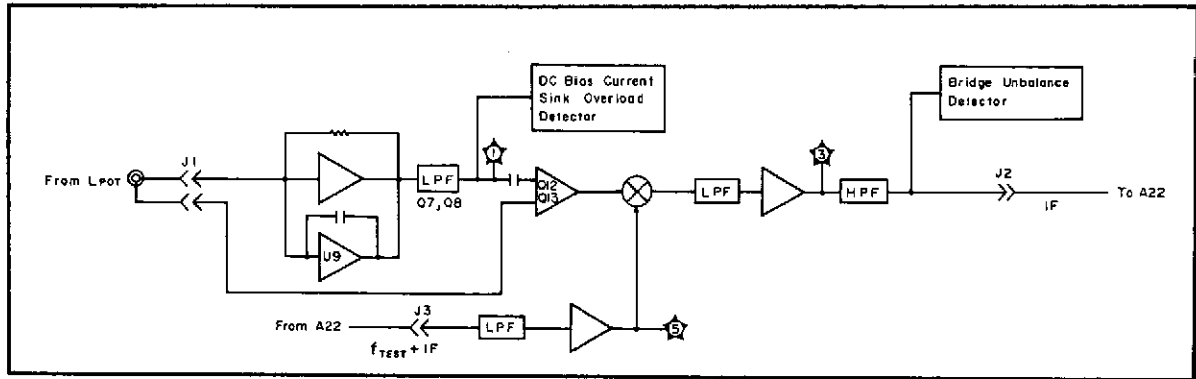 DC Bias Current
Sink Overload
Detector
Bridge Unbalance
Detector
From LPOT
J1
LPF
Q7, Q8
1
Q12
Q13
U9
LPF
3
HPF
J2
IF
To A22
From A22
J3
fTEST + IF
LPF
5